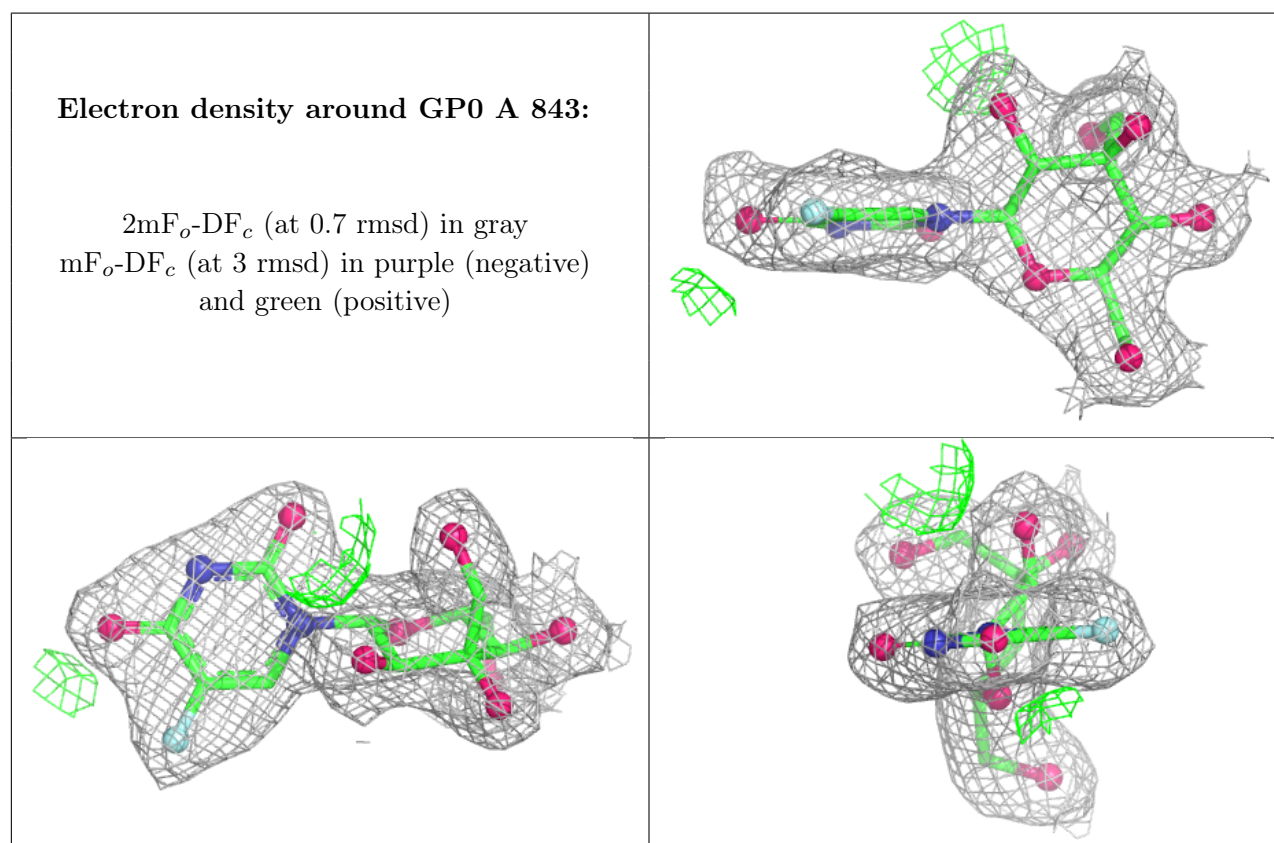 Electron density around GP0 A 843:
2mFo-DFc (at 0.7 rmsd) in gray
mFo-DFc (at 3 rmsd) in purple (negative)
and green (positive)